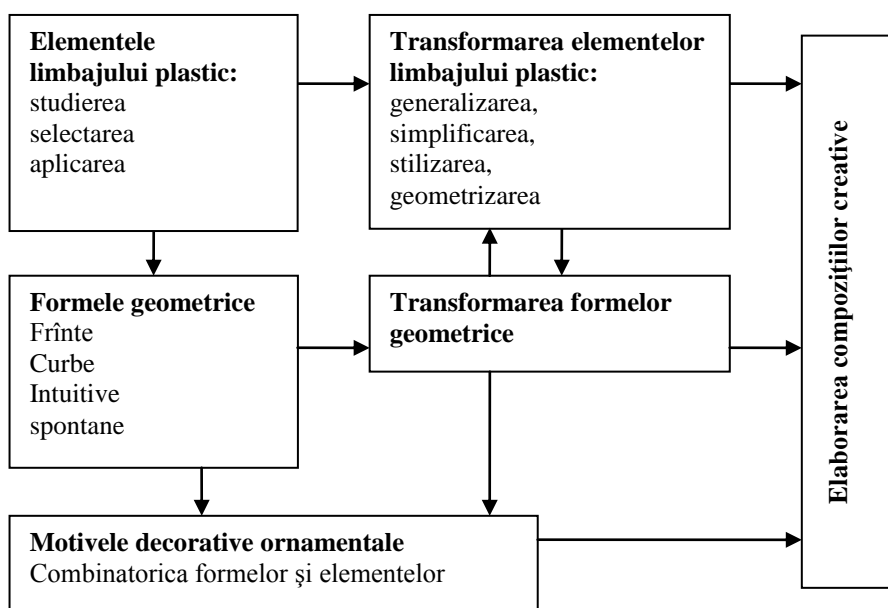 Elementele
limbajului plastic:
studierea
selectarea
aplicarea
Transformarea elementelor
limbajului plastic:
generalizarea,
simplificarea,
stilizarea,
geometrizarea
Formele geometrice
Frînte
Curbe
Intuitive
spontane
Transformarea formelor
geometrice
Motivele decorative ornamentale
Combinatorica formelor şi elementelor
Elaborarea compoziţiilor creative